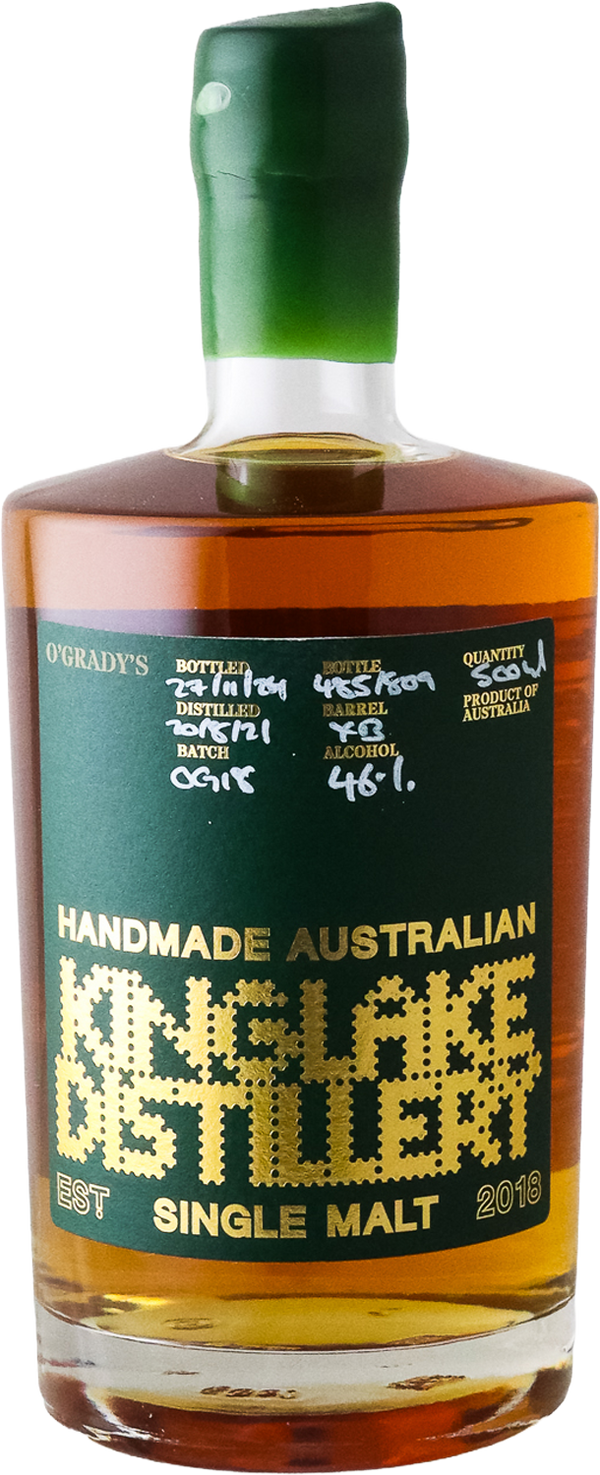 O'GRADY'S
BOTTLED
27/11/24
DISTILLED
20/8/21
BATCH
OG18
BOTTLE
485/809
BARREL
XB
ALCOHOL
46%
QUANTITY
500ml
PRODUCT OF
AUSTRALIA
HANDMADE AUSTRALIAN
KINGLAKE
DISTILLERY
EST 2018
SINGLE MALT